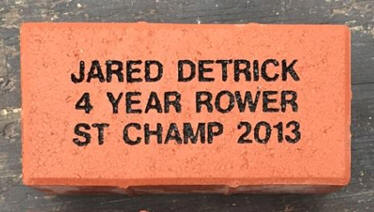 JARED DETRICK
4 YEAR ROWER
ST CHAMP 2013